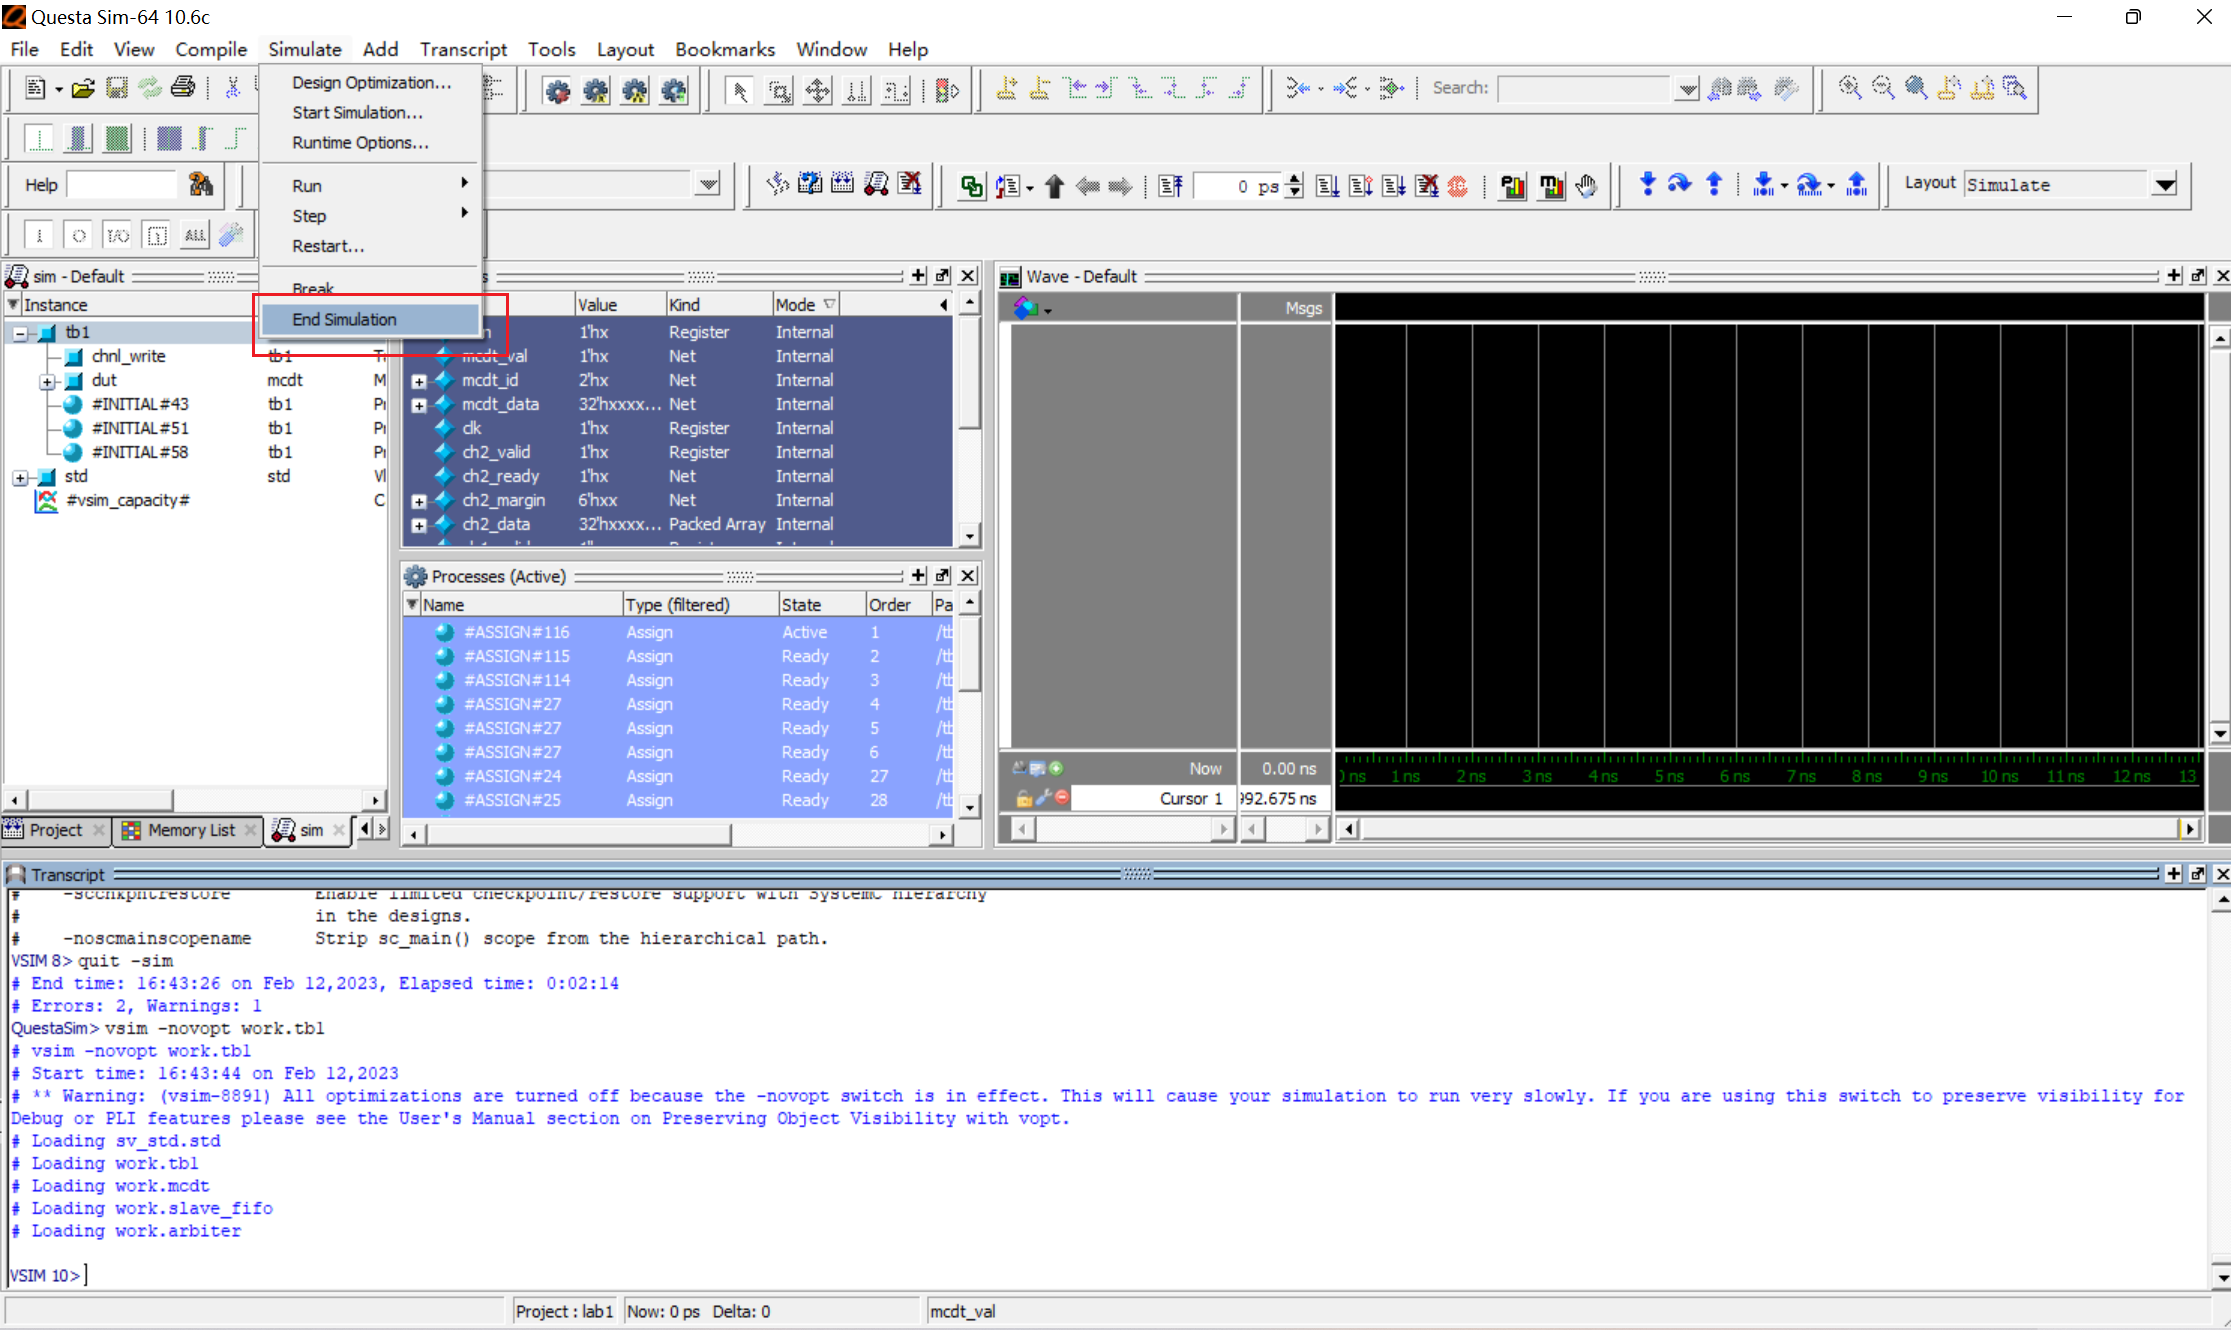 Questa Sim-64 10.6c
File Edit View Compile Simulate Add Transcript Tools Layout Bookmarks Window Help
Design Optimization...
Start Simulation...
Runtime Options...
Run
Step
Restart...
Break
End Simulation
Search:
Help
0 ps
Layout Simulate
I/O
ALL
sim - Default
Instance
tb1
chnl_write tb1
dut mcdt M
#INITIAL#43 tb1
#INITIAL#51 tb1
#INITIAL#58 tb1
std std
#vsim_capacity# C
Value Kind Mode
1'hx Register Internal
mcdt_val 1'hx Net Internal
mcdt_id 2'hx Net Internal
mcdt_data 32'hxxxx... Net Internal
clk 1'hx Register Internal
ch2_valid 1'hx Register Internal
ch2_ready 1'hx Net Internal
ch2_margin 6'hxx Net Internal
ch2_data 32'hxxxx... Packed Array Internal
Processes (Active)
Name Type (filtered) State Order Pa
#ASSIGN#116 Assign Active 1 /tb
#ASSIGN#115 Assign Ready 2 /tb
#ASSIGN#114 Assign Ready 3 /tb
#ASSIGN#27 Assign Ready 4 /tb
#ASSIGN#27 Assign Ready 5 /tb
#ASSIGN#27 Assign Ready 6 /tb
#ASSIGN#24 Assign Ready 27 /tb
#ASSIGN#25 Assign Ready 28 /tb
Project Memory List sim
Wave - Default
Msgs
Now 0.00 ns
Cursor 1 992.675 ns
ns 1 ns 2 ns 3 ns 4 ns 5 ns 6 ns 7 ns 8 ns 9 ns 10 ns 11 ns 12 ns 13
Transcript
# -scchkpntrestore Enable limited checkpoint/restore support with SystemC hierarchy
# in the designs.
# -noscmainscopename Strip sc_main() scope from the hierarchical path.
VSIM 8> quit -sim
# End time: 16:43:26 on Feb 12,2023, Elapsed time: 0:02:14
# Errors: 2, Warnings: 1
QuestaSim> vsim -novopt work.tb1
# vsim -novopt work.tb1
# Start time: 16:43:44 on Feb 12,2023
# ** Warning: (vsim-8891) All optimizations are turned off because the -novopt switch is in effect. This will cause your simulation to run very slowly. If you are using this switch to preserve visibility for
Debug or PLI features please see the User's Manual section on Preserving Object Visibility with vopt.
# Loading sv_std.std
# Loading work.tb1
# Loading work.mcdt
# Loading work.slave_fifo
# Loading work.arbiter
VSIM 10>
Project : lab1 Now: 0 ps Delta: 0 mcdt_val